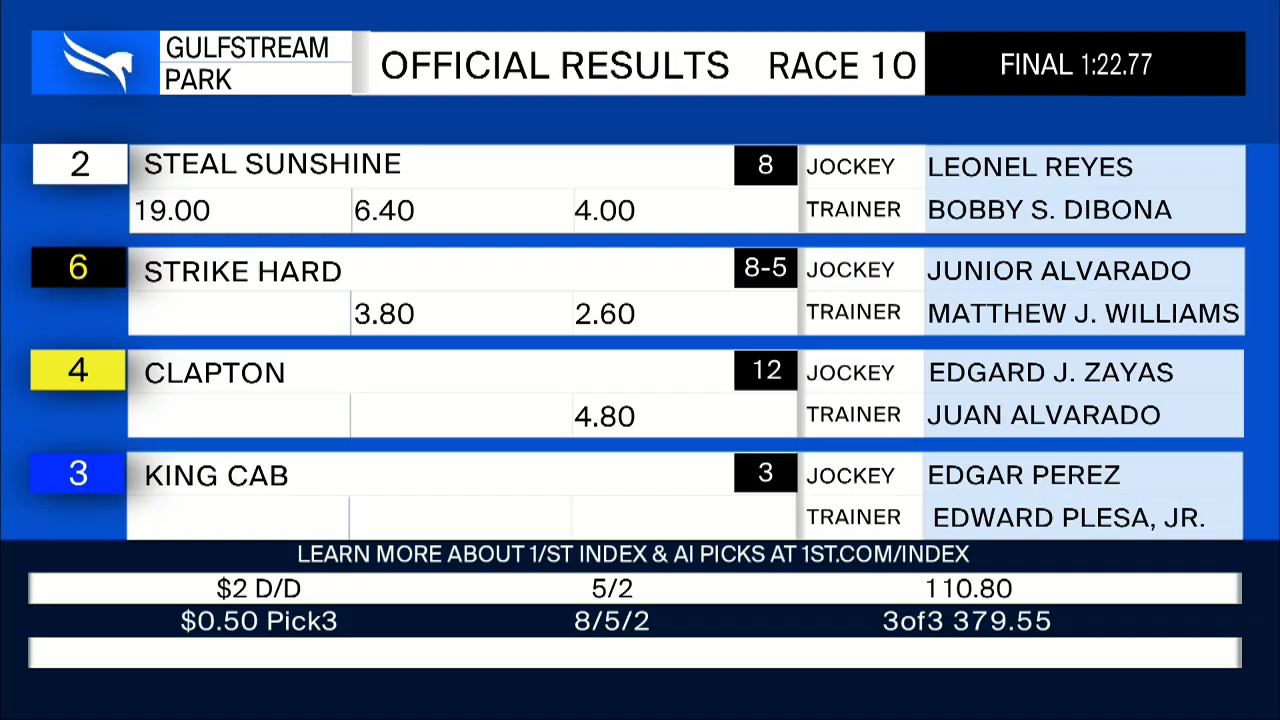 GULFSTREAM PARK
OFFICIAL RESULTS RACE 10 FINAL 1:22.77
2 STEAL SUNSHINE 8 JOCKEY LEONEL REYES
19.00 6.40 4.00 TRAINER BOBBY S. DIBONA
6 STRIKE HARD 8-5 JOCKEY JUNIOR ALVARADO
3.80 2.60 TRAINER MATTHEW J. WILLIAMS
4 CLAPTON 12 JOCKEY EDGARD J. ZAYAS
4.80 TRAINER JUAN ALVARADO
3 KING CAB 3 JOCKEY EDGAR PEREZ
TRAINER EDWARD PLESA, JR.
LEARN MORE ABOUT 1/ST INDEX & AI PICKS AT 1ST.COM/INDEX
$2 D/D 5/2 110.80
$0.50 Pick3 8/5/2 3of3 379.55